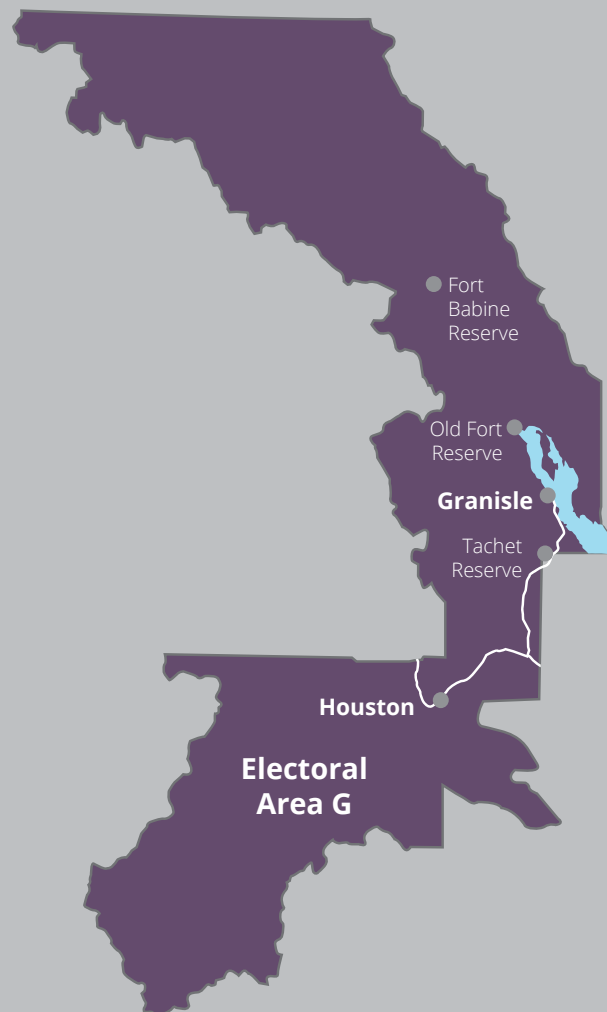 Fort
Babine
Reserve
Old Fort
Reserve
Granisle
Tachet
Reserve
Houston
Electoral
Area G